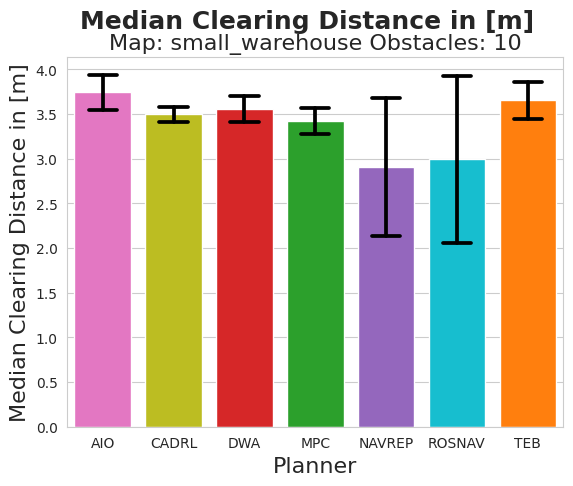 Median Clearing Distance in [m]
Map: small_warehouse Obstacles: 10
Median Clearing Distance in [m]
4.0
3.5
3.0
2.5
2.0
1.5
1.0
0.5
0.0
AIO CADRL DWA MPC NAVREP ROSNAV TEB
Planner